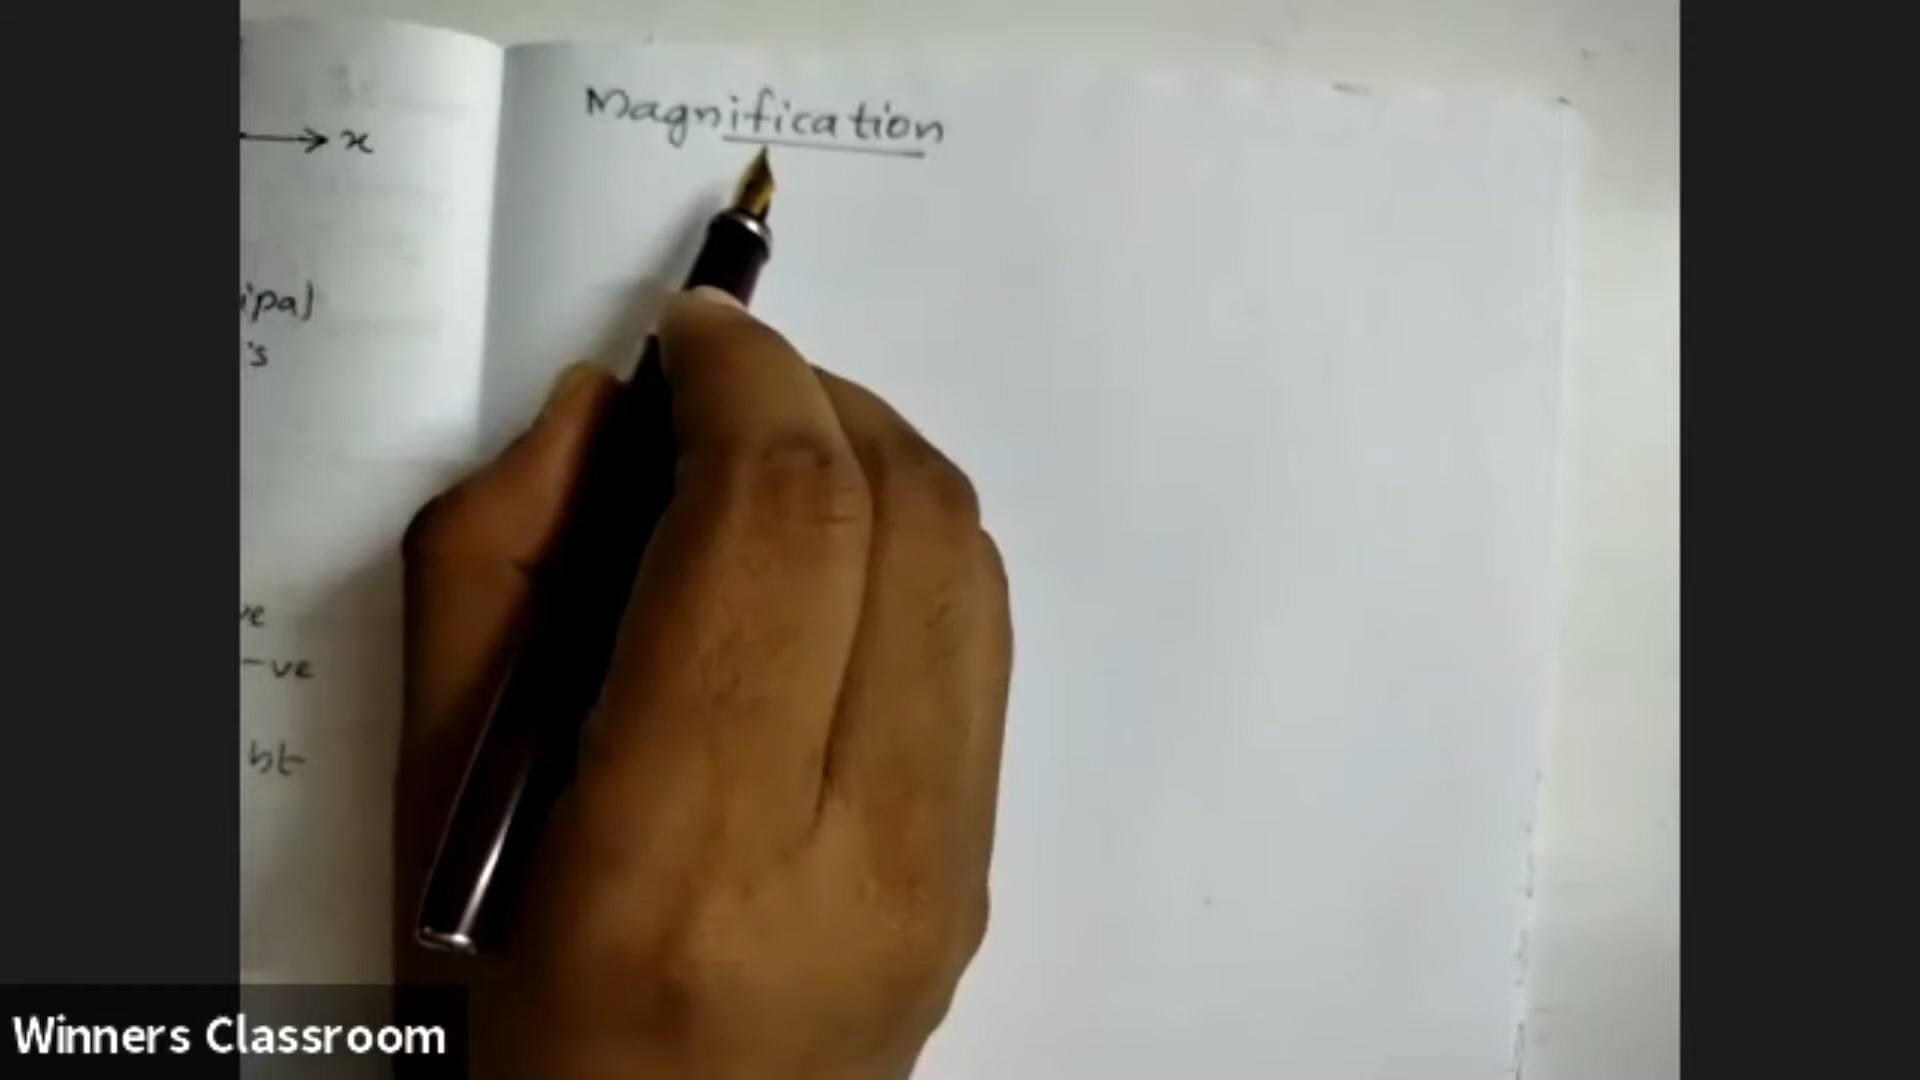 x
ipal
's
ve
-ve
ht
Magnification
Winners Classroom